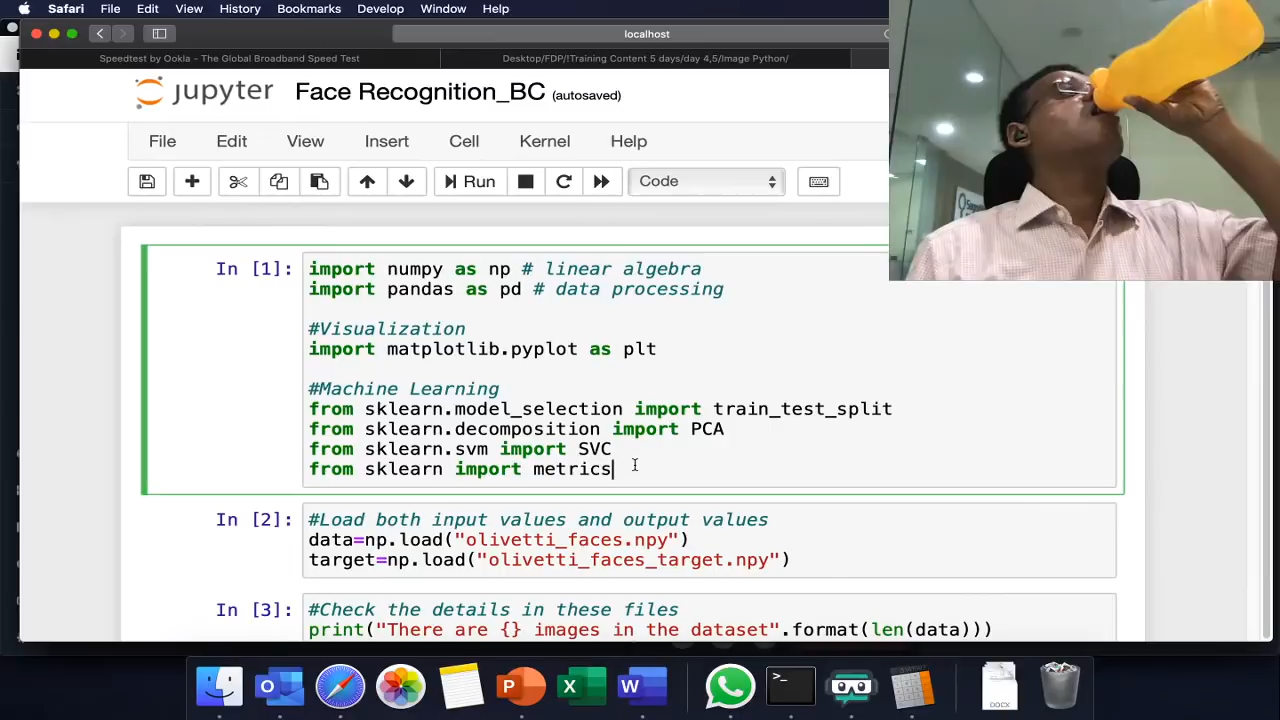 Safari File Edit View History Bookmarks Develop Window Help
localhost
Speedtest by Ookla - The Global Broadband Speed Test
Desktop/FDP/!Training Content 5 days/day 4,5/Image Python/
jupyter Face Recognition_BC (autosaved)
File Edit View Insert Cell Kernel Help
Run Code
In [1]: import numpy as np # linear algebra
import pandas as pd # data processing
#Visualization
import matplotlib.pyplot as plt
#Machine Learning
from sklearn.model_selection import train_test_split
from sklearn.decomposition import PCA
from sklearn.svm import SVC
from sklearn import metrics
In [2]: #Load both input values and output values
data=np.load("olivetti_faces.npy")
target=np.load("olivetti_faces_target.npy")
In [3]: #Check the details in these files
print("There are {} images in the dataset".format(len(data)))
DOCX